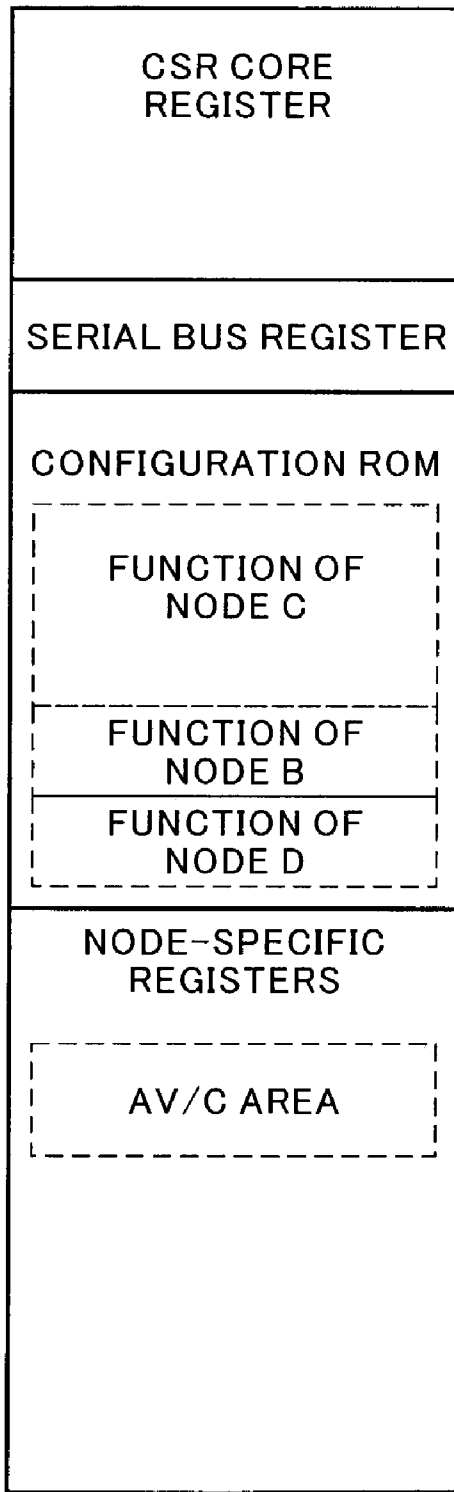 CSR CORE
REGISTER
SERIAL BUS REGISTER
CONFIGURATION ROM
FUNCTION OF
NODE C
FUNCTION OF
NODE B
FUNCTION OF
NODE D
NODE-SPECIFIC
REGISTERS
AV/C AREA